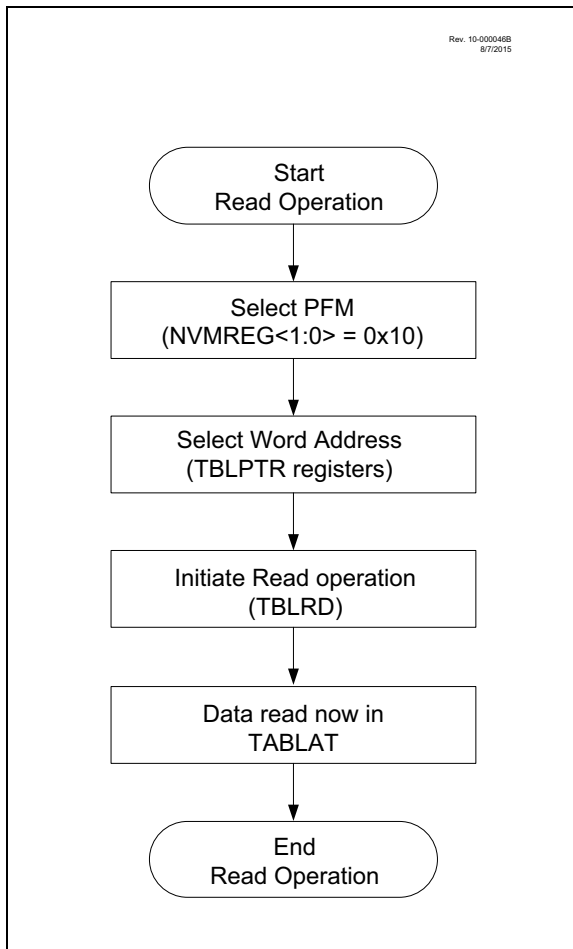 Rev. 10-000046B
8/7/2015
Start
Read Operation
Select PFM
(NVMREG<1:0> = 0x10)
Select Word Address
(TBLPTR registers)
Initiate Read operation
(TBLRD)
Data read now in
TABLAT
End
Read Operation